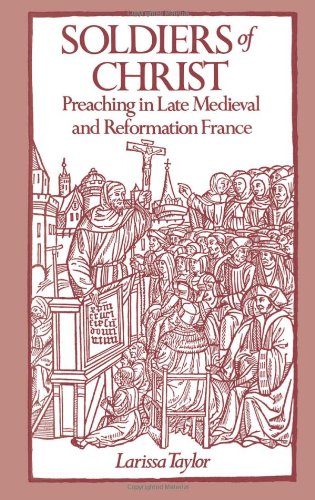 SOLDIERS of
CHRIST
Preaching in Late Medieval
and Reformation France
Larissa Taylor